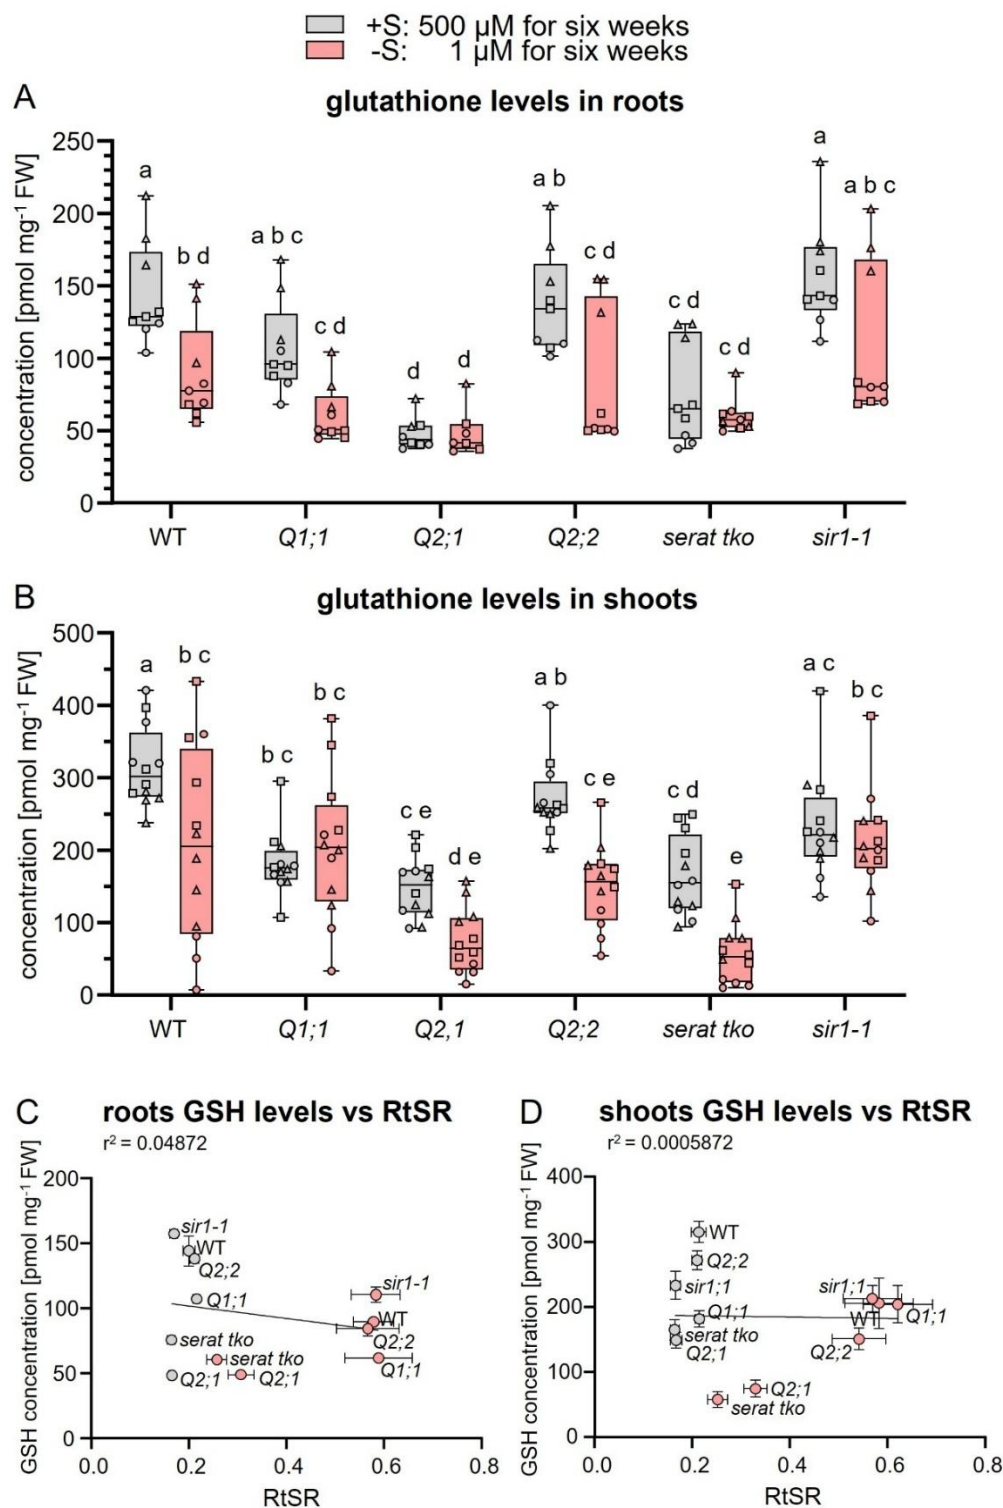 +S: 500 µM for six weeks
-S: 1 µM for six weeks
A
glutathione levels in roots
concentration [pmol mg⁻¹ FW]
250
200
150
100
50
0
a
b d
a b c
c d
d
d
a b
c d
c d
c d
a
a b c
WT
Q1;1
Q2;1
Q2;2
serat tko
sir1-1
B
glutathione levels in shoots
concentration [pmol mg⁻¹ FW]
500
400
300
200
100
0
a
b c
b c
b c
c e
d e
a b
c e
c d
e
a c
b c
WT
Q1;1
Q2,1
Q2;2
serat tko
sir1-1
C
roots GSH levels vs RtSR
r² = 0.04872
GSH concentration [pmol mg⁻¹ FW]
200
150
100
50
0
sir1-1
WT
Q2;2
Q1;1
serat tko
Q2;1
serat tko
Q2;1
sir1-1
WT
Q2;2
Q1;1
0.0
0.2
0.4
0.6
0.8
RtSR
D
shoots GSH levels vs RtSR
r² = 0.0005872
GSH concentration [pmol mg⁻¹ FW]
400
300
200
100
0
WT
Q2;2
sir1;1
Q1;1
serat tko
Q2;1
sir1;1
WT
Q1;1
Q2;2
Q2;1
serat tko
0.0
0.2
0.4
0.6
0.8
RtSR